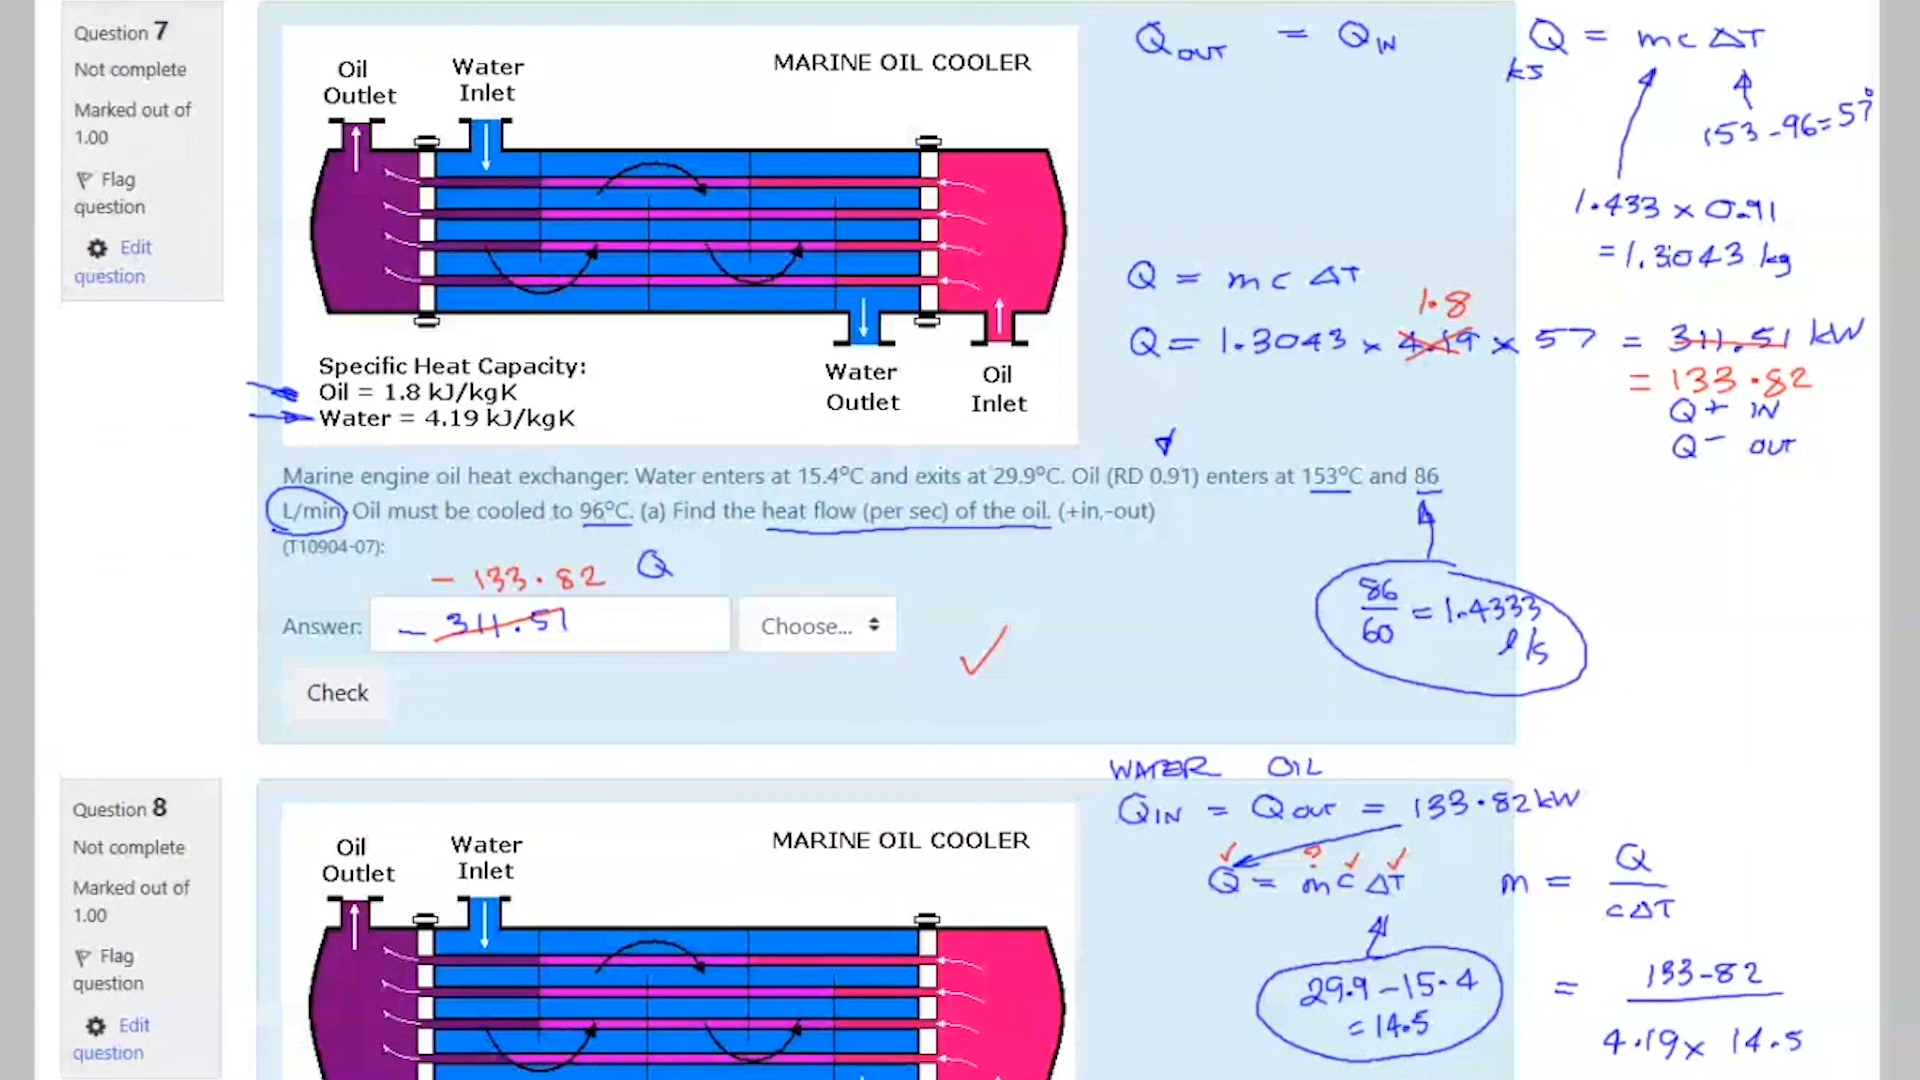 Question 7
Not complete
Marked out of
1.00
Flag
question
Edit
question
Oil
Outlet
Water
Inlet
MARINE OIL COOLER
Specific Heat Capacity:
Oil = 1.8 kJ/kgK
Water = 4.19 kJ/kgK
Water
Outlet
Oil
Inlet
Marine engine oil heat exchanger: Water enters at 15.4°C and exits at 29.9°C. Oil (RD 0.91) enters at 153°C and 86
L/min. Oil must be cooled to 96°C. (a) Find the heat flow (per sec) of the oil. (+in,-out)
(T10904-07):
- 133.82 Q
Answer: - 311.51 Choose...
Check
Q OUT = Q IN
Q = mc ΔT
kJ
153-96=57°
1.433 x 0.91
=1.3043 kg
Q = mc ΔT
1.8
Q= 1.3043 x 4.19 x 57 = 311.51 kW
= 133.82
Q+ IN
Q- OUT
86
60
= 1.4333
l/s
Question 8
Not complete
Marked out of
1.00
Flag
question
Edit
question
Oil
Outlet
Water
Inlet
MARINE OIL COOLER
WATER OIL
Q IN = Q OUT = 133.82kW
?
Q = mc ΔT
29.9-15.4
=14.5
m = Q
cΔT
= 133-82
4.19x 14.5